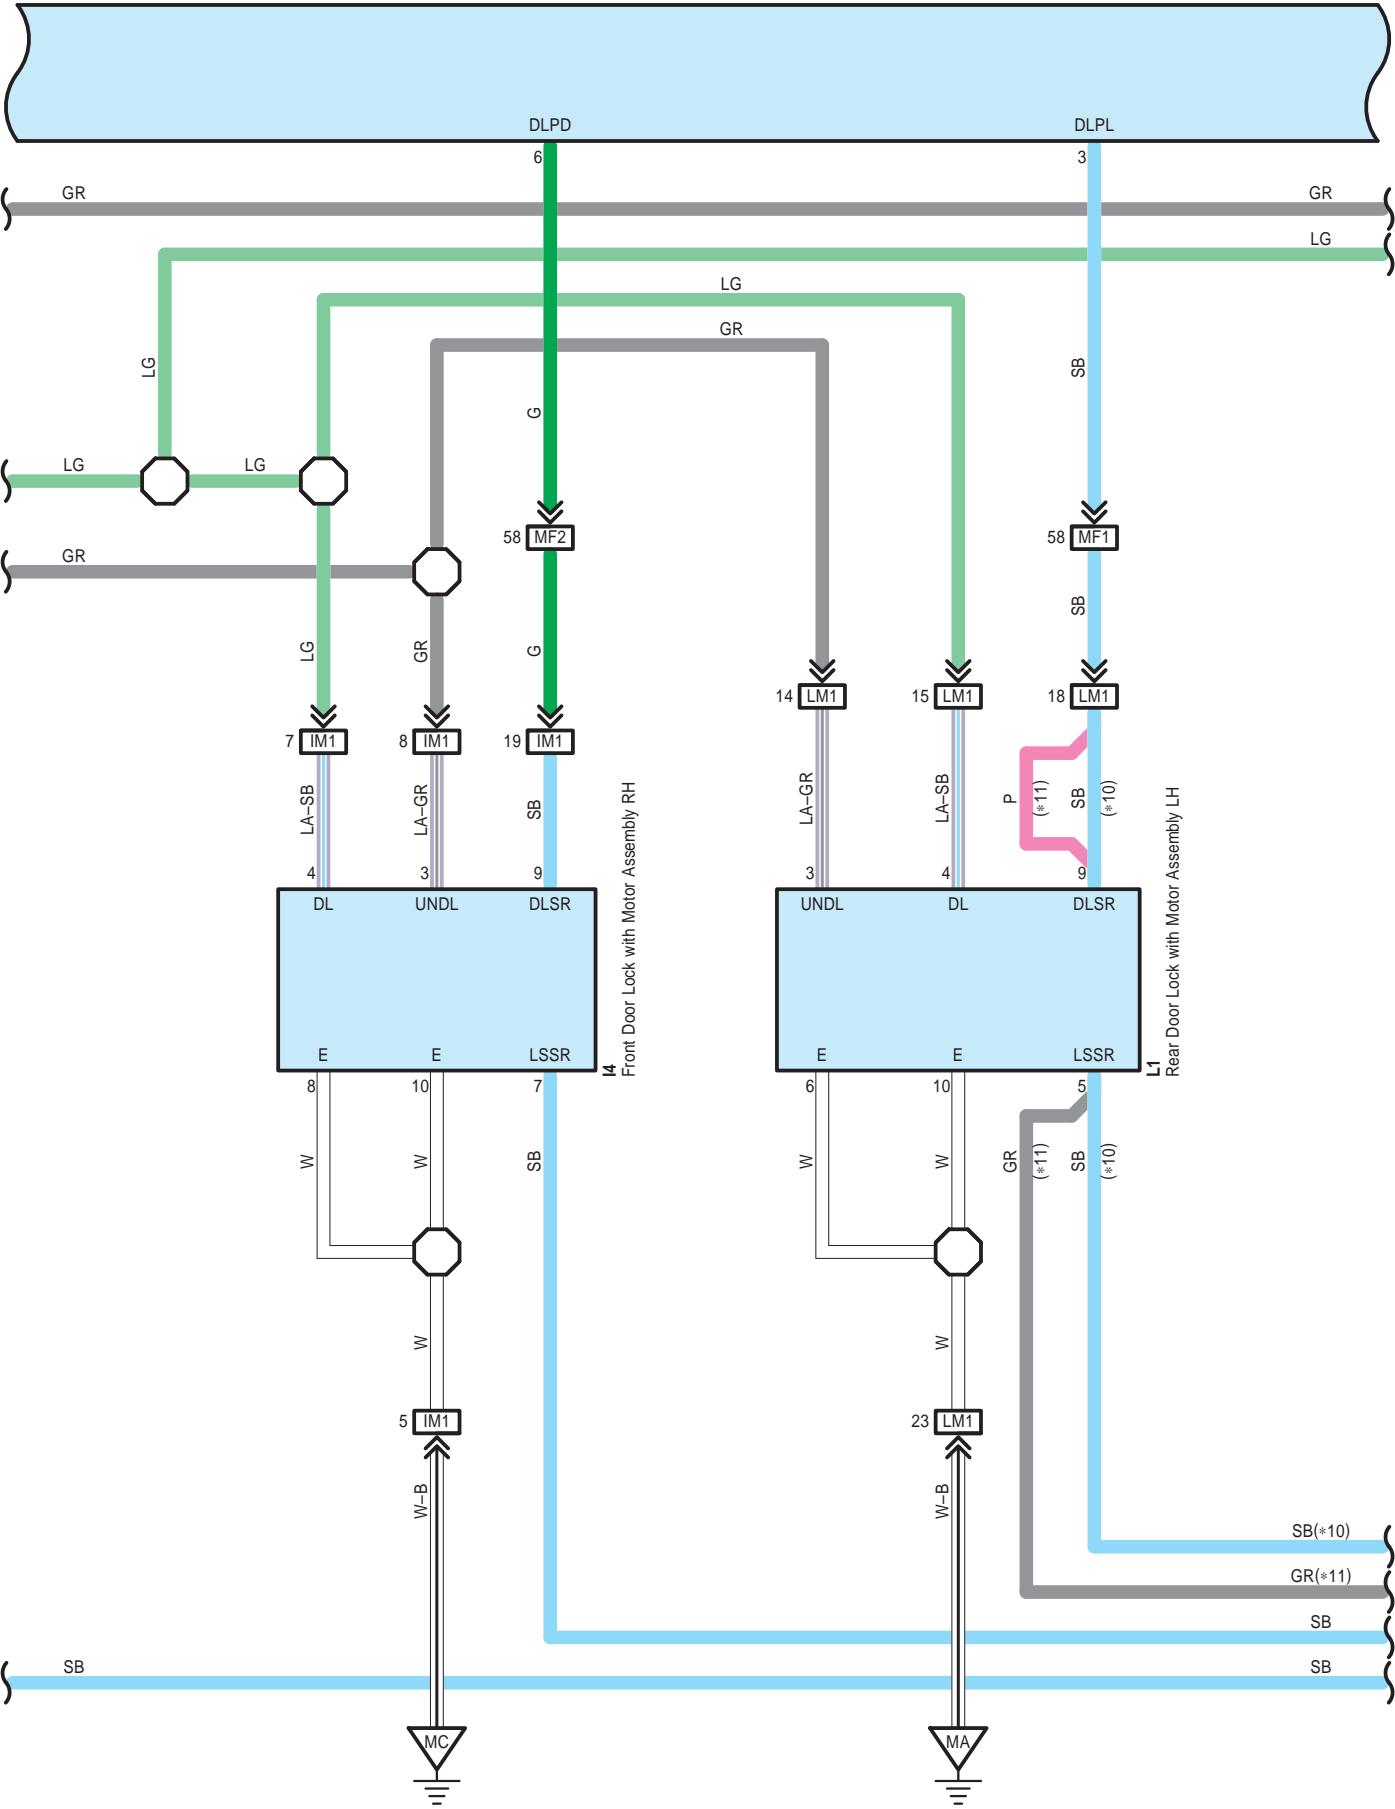 DLPD DLPL
6 3
GR GR
LG
LG
GR
LG G SB
LG LG
58 MF2 58 MF1
GR
LG GR G SB
14 LM1 15 LM1 18 LM1
7 IM1 8 IM1 19 IM1
LA–SB LA–GR SB LA–GR LA–SB P (*11) SB (*10)
4 3 9 3 4 9
DL UNDL DLSR UNDL DL DLSR
Front Door Lock with Motor Assembly RH
I4
Rear Door Lock with Motor Assembly LH
L1
E E LSSR E E LSSR
8 10 7 6 10 5
W W SB W W GR (*11) SB (*10)
W W
5 IM1 23 LM1
W–B W–B
SB(*10)
GR(*11)
SB
SB SB
MC MA